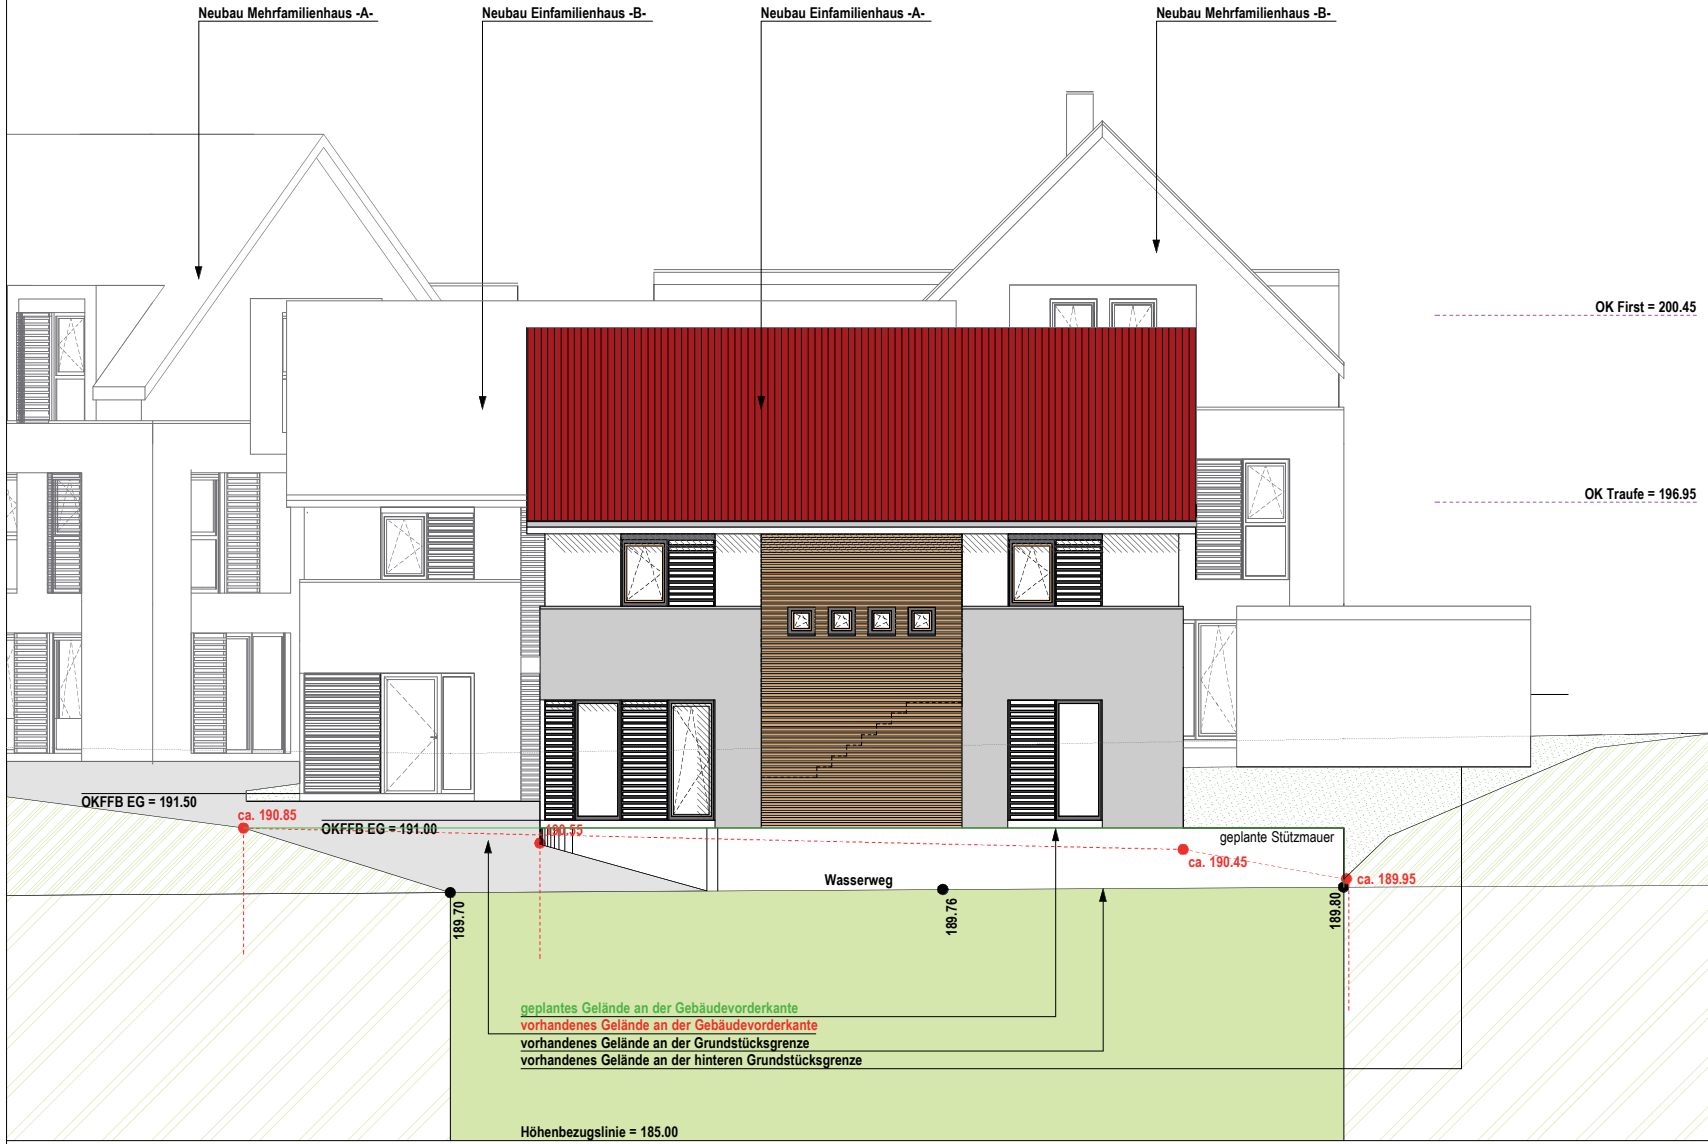 Neubau Mehrfamilienhaus -A-
Neubau Einfamilienhaus -B-
Neubau Einfamilienhaus -A-
Neubau Mehrfamilienhaus -B-
OK First = 200.45
OK Traufe = 196.95
OKFFB EG = 191.50
ca. 190.85
OKFFB EG = 191.00
190.55
geplante Stützmauer
ca. 190.45
ca. 189.95
Wasserweg
189.70
189.76
189.80
geplantes Gelände an der Gebäudevorderkante
vorhandenes Gelände an der Gebäudevorderkante
vorhandenes Gelände an der Grundstücksgrenze
vorhandenes Gelände an der hinteren Grundstücksgrenze
Höhenbezugslinie = 185.00